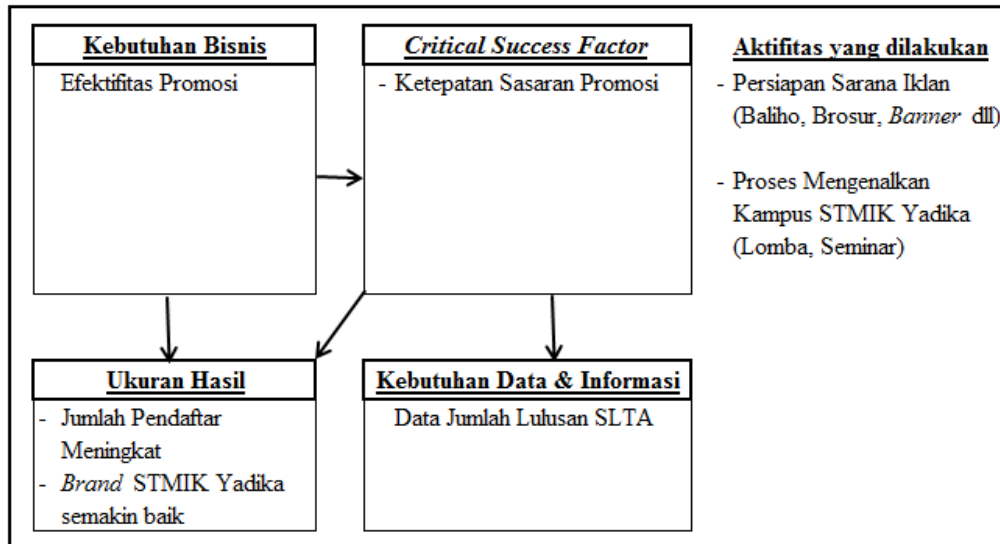 Kebutuhan Bisnis
Efektifitas Promosi
Critical Success Factor
- Ketepatan Sasaran Promosi
Aktifitas yang dilakukan
- Persiapan Sarana Iklan
(Baliho, Brosur, Banner dll)
- Proses Mengenalkan
Kampus STMIK Yadika
(Lomba, Seminar)
Ukuran Hasil
- Jumlah Pendaftar
Meningkat
- Brand STMIK Yadika
semakin baik
Kebutuhan Data & Informasi
Data Jumlah Lulusan SLTA